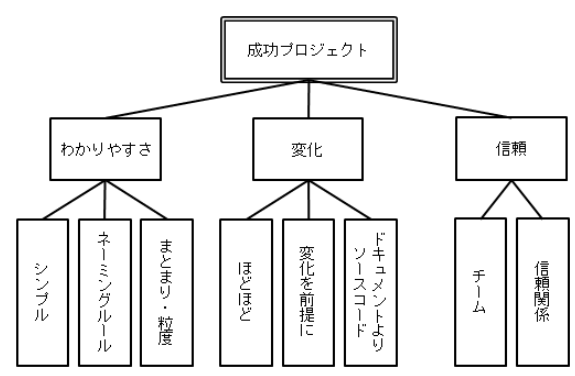 成功プロジェクト
わかりやすさ
変化
信頼
シンプル
ネーミングルール
まとまり・粒度
ほどほど
変化を前提に
ドキュメントより
ソースコード
チーム
信頼関係